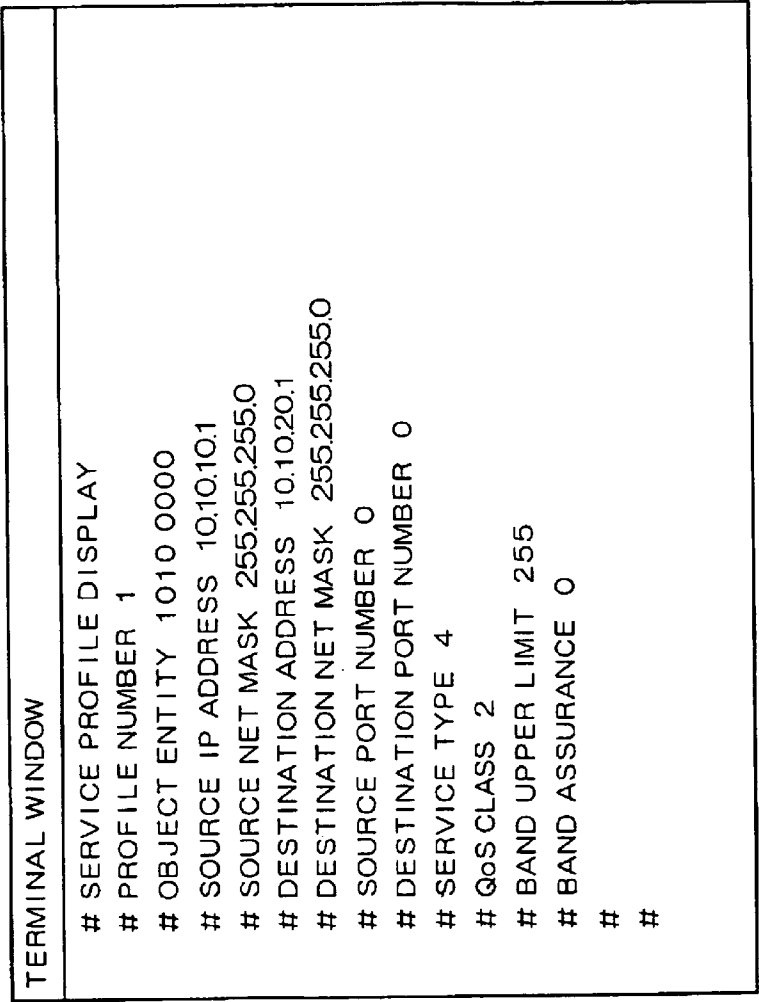 TERMINAL WINDOW
# SERVICE PROFILE DISPLAY
# PROFILE NUMBER 1
# OBJECT ENTITY 1010 0000
# SOURCE IP ADDRESS 10.10.10.1
# SOURCE NET MASK 255.255.255.0
# DESTINATION ADDRESS 10.10.20.1
# DESTINATION NET MASK 255.255.255.0
# SOURCE PORT NUMBER 0
# DESTINATION PORT NUMBER 0
# SERVICE TYPE 4
# QoS CLASS 2
# BAND UPPER LIMIT 255
# BAND ASSURANCE 0
#
#